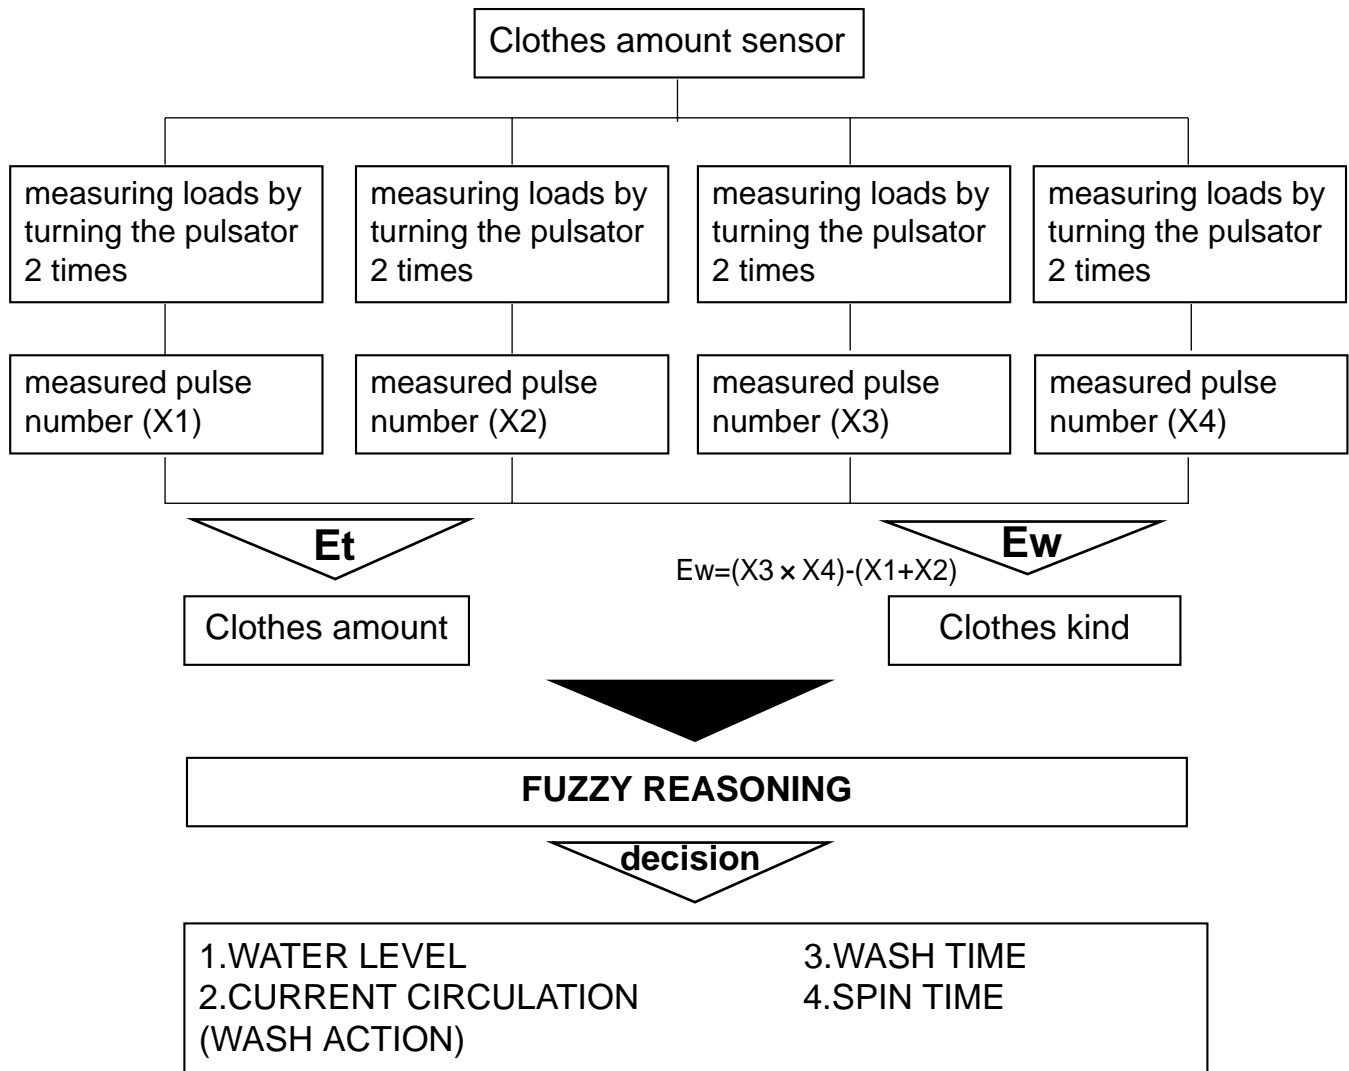 Clothes amount sensor
measuring loads by
turning the pulsator
2 times
measuring loads by
turning the pulsator
2 times
measuring loads by
turning the pulsator
2 times
measuring loads by
turning the pulsator
2 times
measured pulse
number (X1)
measured pulse
number (X2)
measured pulse
number (X3)
measured pulse
number (X4)
Et
Ew
Ew=(X3 × X4)-(X1+X2)
Clothes amount
Clothes kind
FUZZY REASONING
decision
1.WATER LEVEL
2.CURRENT CIRCULATION
(WASH ACTION)
3.WASH TIME
4.SPIN TIME